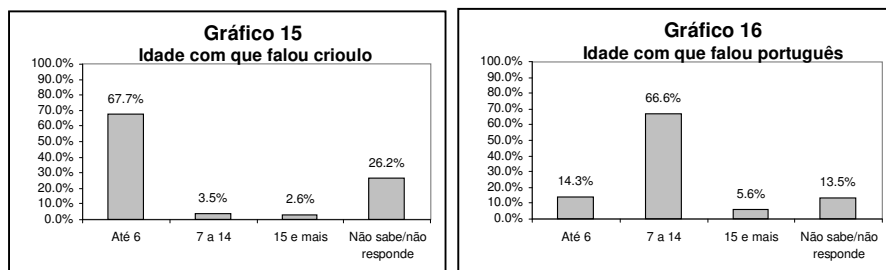 Gráfico 15
Idade com que falou crioulo
100.0%
90.0%
80.0%
70.0%
60.0%
50.0%
40.0%
30.0%
20.0%
10.0%
0.0%
67.7%
3.5%
2.6%
26.2%
Até 6
7 a 14
15 e mais
Não sabe/não
responde
Gráfico 16
Idade com que falou português
100.0%
90.0%
80.0%
70.0%
60.0%
50.0%
40.0%
30.0%
20.0%
10.0%
0.0%
14.3%
66.6%
5.6%
13.5%
Até 6
7 a 14
15 e mais
Não sabe/não
responde